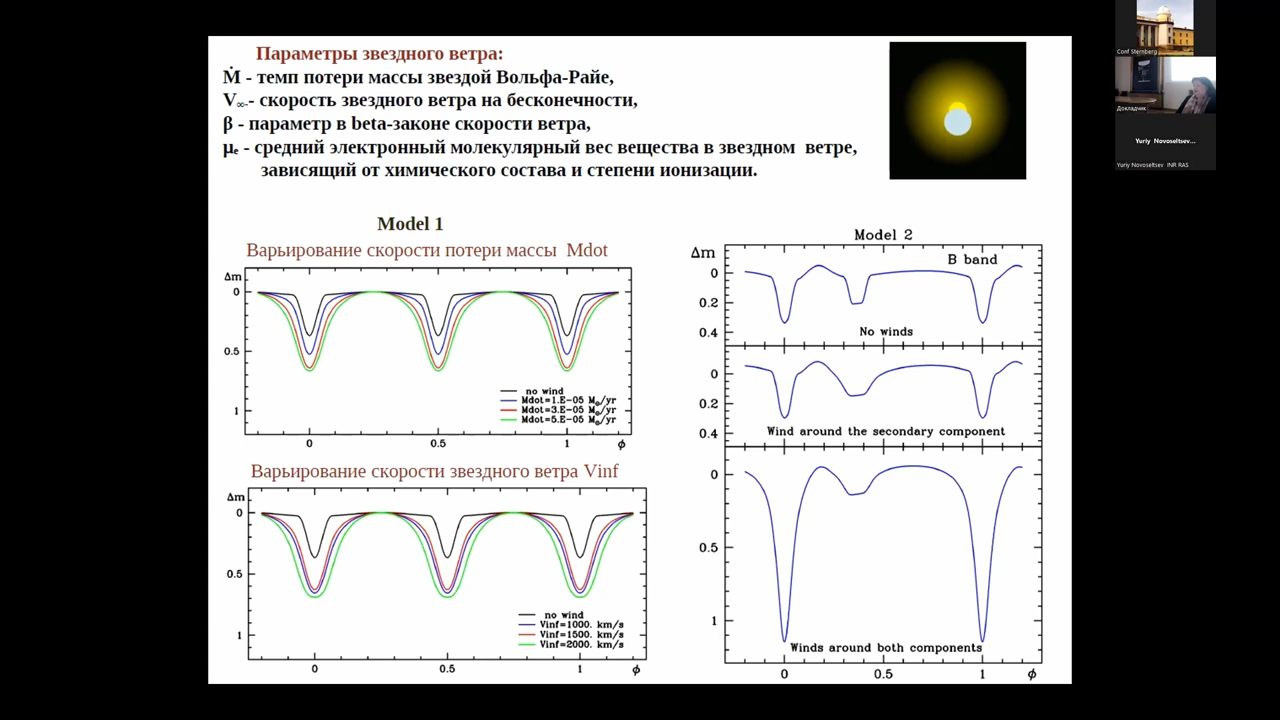 Параметры звездного ветра:
Ṁ - темп потери массы звездой Вольфа-Райе,
V∞- скорость звездного ветра на бесконечности,
β - параметр в beta-законе скорости ветра,
μₑ - средний электронный молекулярный вес вещества в звездном ветре,
зависящий от химического состава и степени ионизации.
Conf Sternberg
Докладчик
Yuriy Novoseltsev...
Yuriy Novoseltsev INR RAS
Model 1
Варьирование скорости потери массы Mdot
Δm
0
0.5
1
no wind
Mdot=1.E-05 M⊙/yr
Mdot=3.E-05 M⊙/yr
Mdot=5.E-05 M⊙/yr
0 0.5 1 ϕ
Варьирование скорости звездного ветра Vinf
Δm
0
0.5
1
no wind
Vinf=1000. km/s
Vinf=1500. km/s
Vinf=2000. km/s
0 0.5 1 ϕ
Model 2
Δm
B band
0
0.2
0.4
No winds
0
0.2
0.4
Wind around the secondary component
0
0.5
1
Winds around both components
0 0.5 1 ϕ